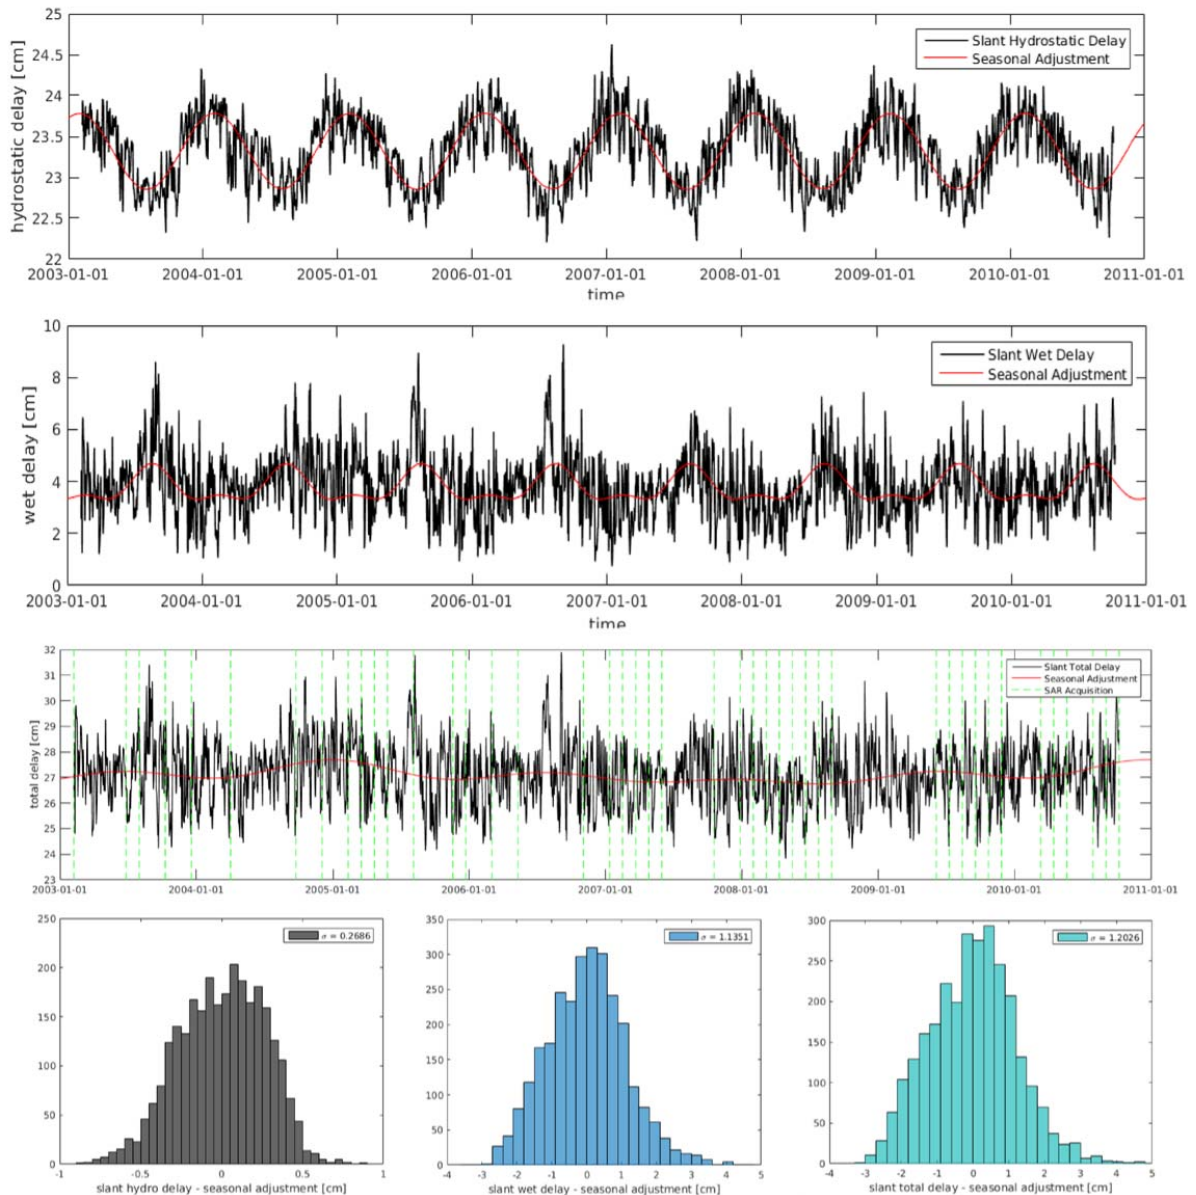 25
24.5
24
23.5
23
22.5
22
hydrostatic delay [cm]
Slant Hydrostatic Delay
Seasonal Adjustment
2003-01-01 2004-01-01 2005-01-01 2006-01-01 2007-01-01 2008-01-01 2009-01-01 2010-01-01 2011-01-01
time
10
8
6
4
2
0
wet delay [cm]
Slant Wet Delay
Seasonal Adjustment
2003-01-01 2004-01-01 2005-01-01 2006-01-01 2007-01-01 2008-01-01 2009-01-01 2010-01-01 2011-01-01
time
32
31
30
29
28
27
26
25
24
23
total delay [cm]
Slant Total Delay
Seasonal Adjustment
SAR Acquisition
2003-01-01 2004-01-01 2005-01-01 2006-01-01 2007-01-01 2008-01-01 2009-01-01 2010-01-01 2011-01-01
250
200
150
100
50
0
σ = 0.2686
-1 -0.5 0 0.5 1
slant hydro delay - seasonal adjustment [cm]
350
300
250
200
150
100
50
0
σ = 1.1351
-4 -3 -2 -1 0 1 2 3 4 5
slant wet delay - seasonal adjustment [cm]
300
250
200
150
100
50
0
σ = 1.2026
-4 -3 -2 -1 0 1 2 3 4 5
slant total delay - seasonal adjustment [cm]